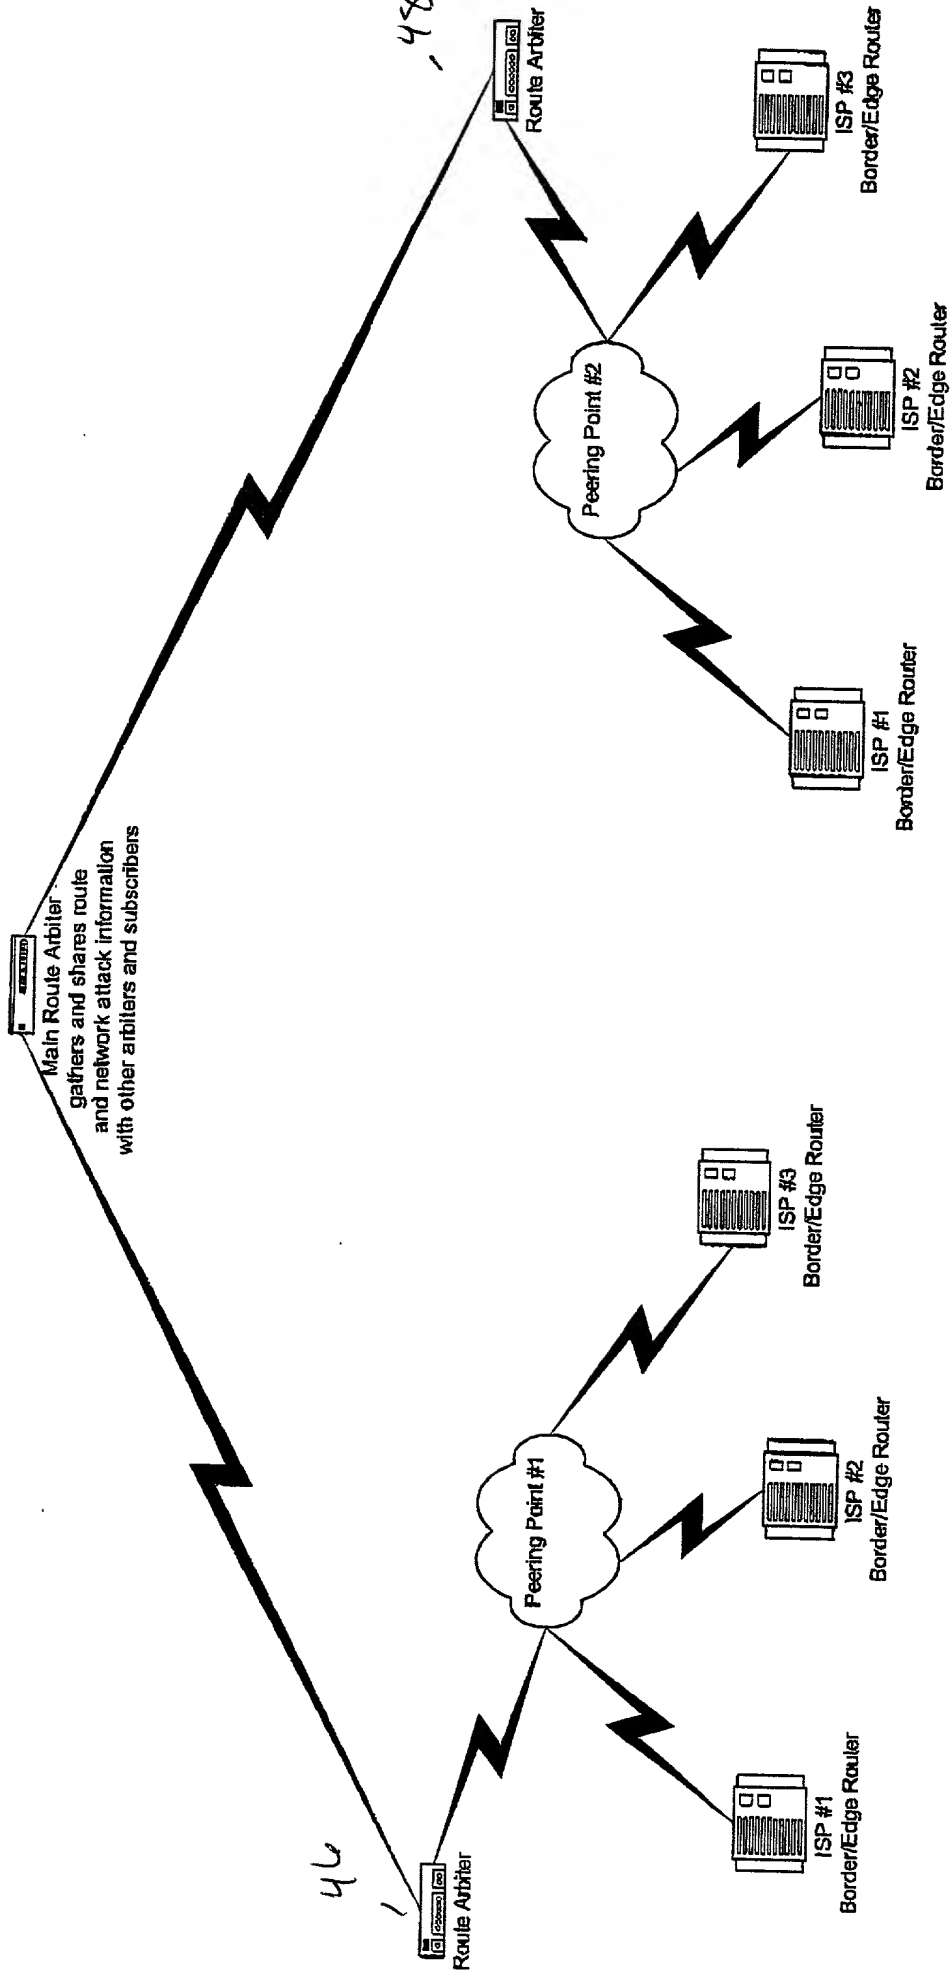 Main Route Arbiter
gathers and shares route
and network attack information
with other arbiters and subscribers
46
Route Arbiter
Peering Point #1
ISP #1
Border/Edge Router
ISP #2
Border/Edge Router
ISP #3
Border/Edge Router
48
Route Arbiter
Peering Point #2
ISP #1
Border/Edge Router
ISP #2
Border/Edge Router
ISP #3
Border/Edge Router